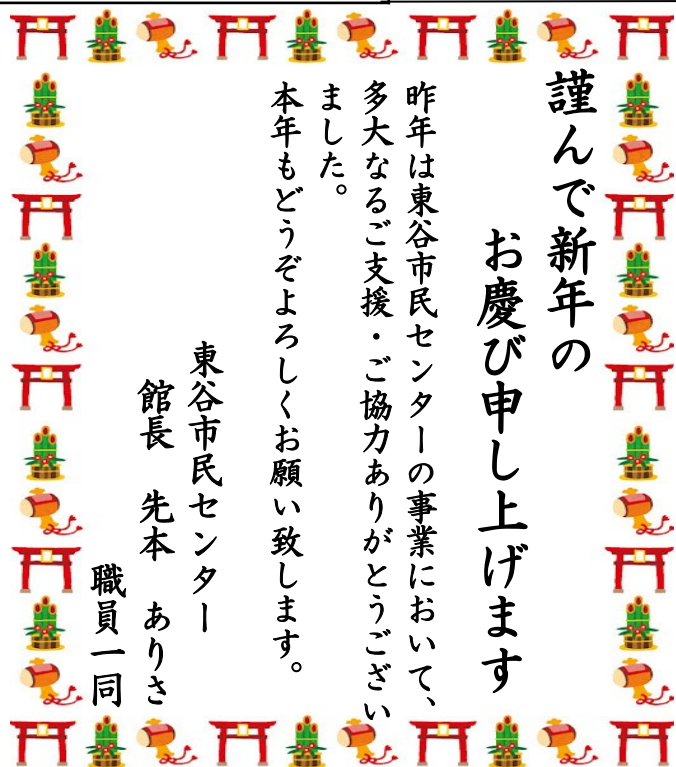 謹んで新年の
お慶び申し上げます
昨年は東谷市民センターの事業において、
多大なるご支援・ご協力ありがとうござい
ました。
本年もどうぞよろしくお願い致します。
東谷市民センター
館長　先本　ありさ
職員一同